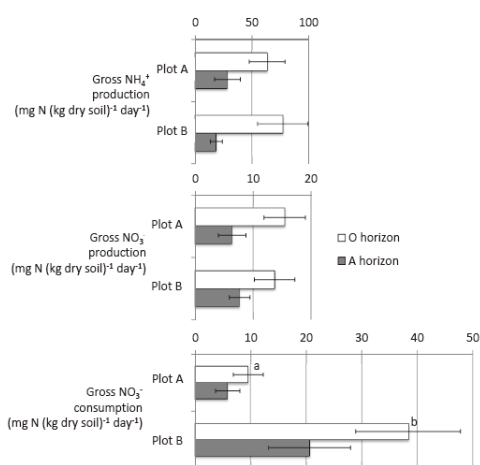 0 50 100
Plot A
Gross NH₄⁺
production
(mg N (kg dry soil)⁻¹ day⁻¹)
Plot B
0 10 20
Plot A
Gross NO₃⁻
production
(mg N (kg dry soil)⁻¹ day⁻¹)
Plot B
O horizon
A horizon
0 10 20 30 40 50
a
Plot A
Gross NO₃⁻
consumption
(mg N (kg dry soil)⁻¹ day⁻¹)
b
Plot B